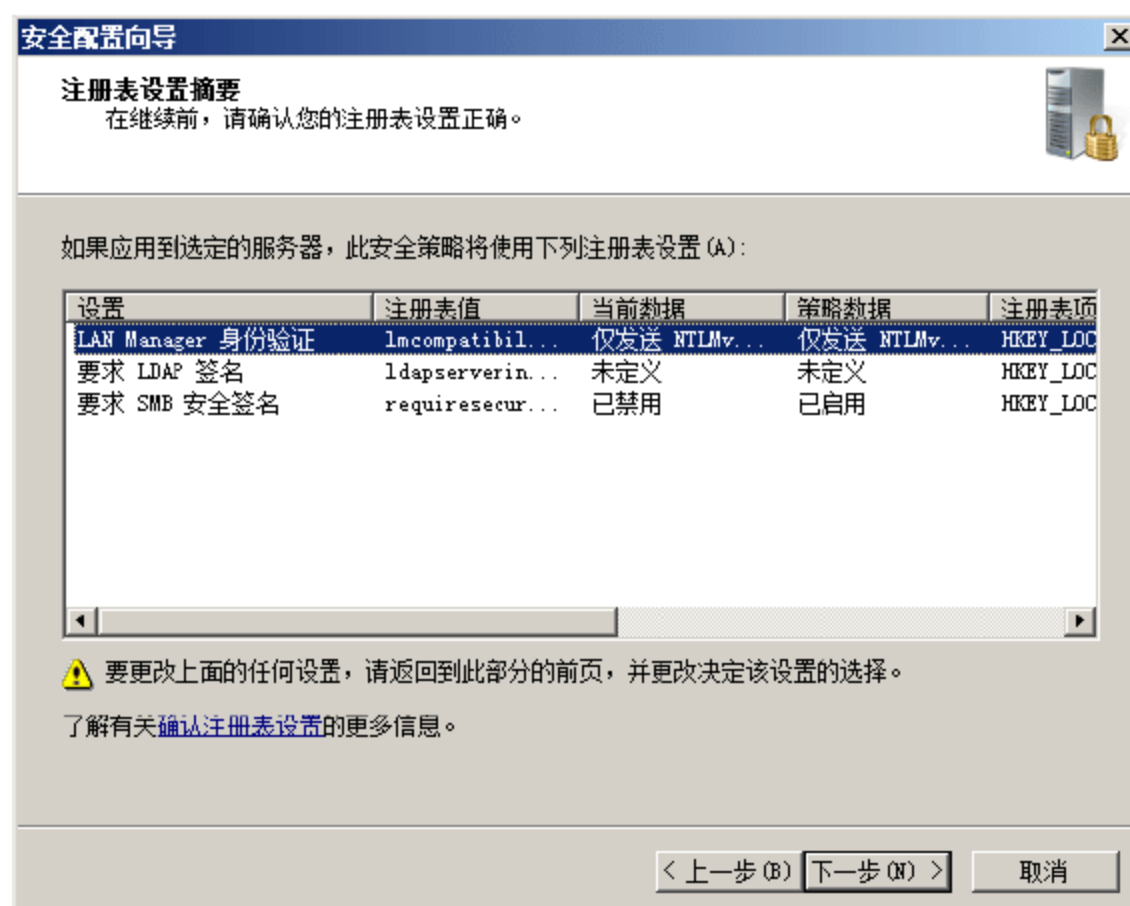 安全配置向导
注册表设置摘要
在继续前，请确认您的注册表设置正确。
如果应用到选定的服务器，此安全策略将使用下列注册表设置(A):
设置 注册表值 当前数据 策略数据 注册表项
LAN Manager 身份验证 lmcompatibil... 仅发送 NTLMv... 仅发送 NTLMv... HKEY_LOC
要求 LDAP 签名 ldapserverin... 未定义 未定义 HKEY_LOC
要求 SMB 安全签名 requiresecur... 已禁用 已启用 HKEY_LOC
要更改上面的任何设置，请返回到此部分的前页，并更改决定该设置的选择。
了解有关确认注册表设置的更多信息。
< 上一步(B) 下一步(N) > 取消